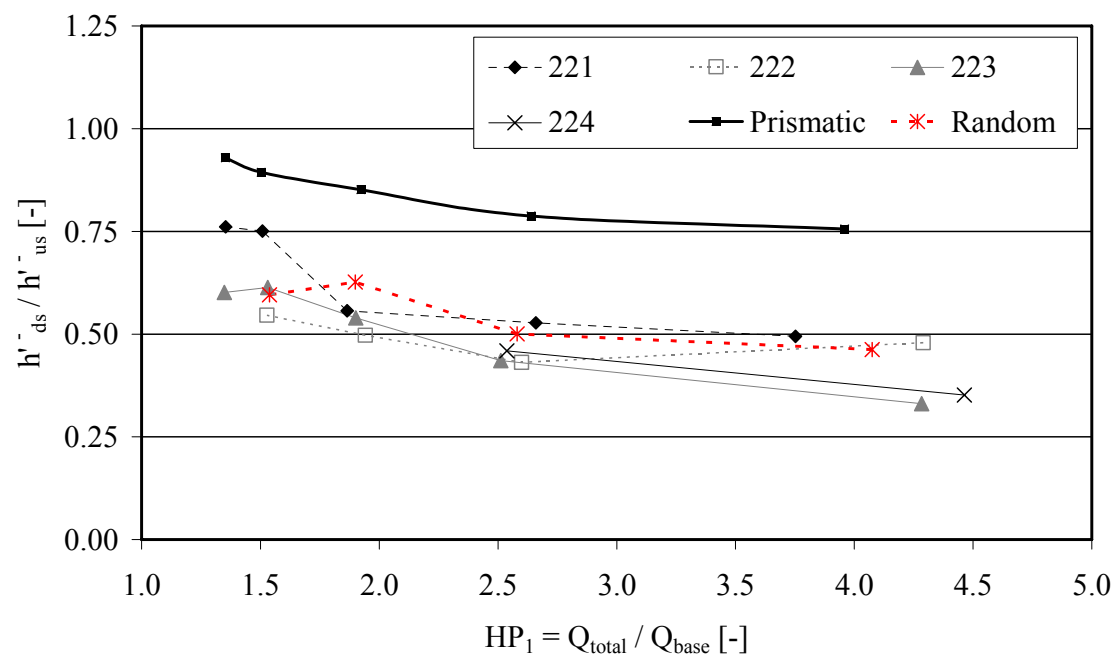 1.25
221 222 223
224 Prismatic Random
1.00
0.75
0.50
0.25
0.00
h'⁻ds / h'⁻us [-]
1.0 1.5 2.0 2.5 3.0 3.5 4.0 4.5 5.0
HP₁ = Qtotal / Qbase [-]